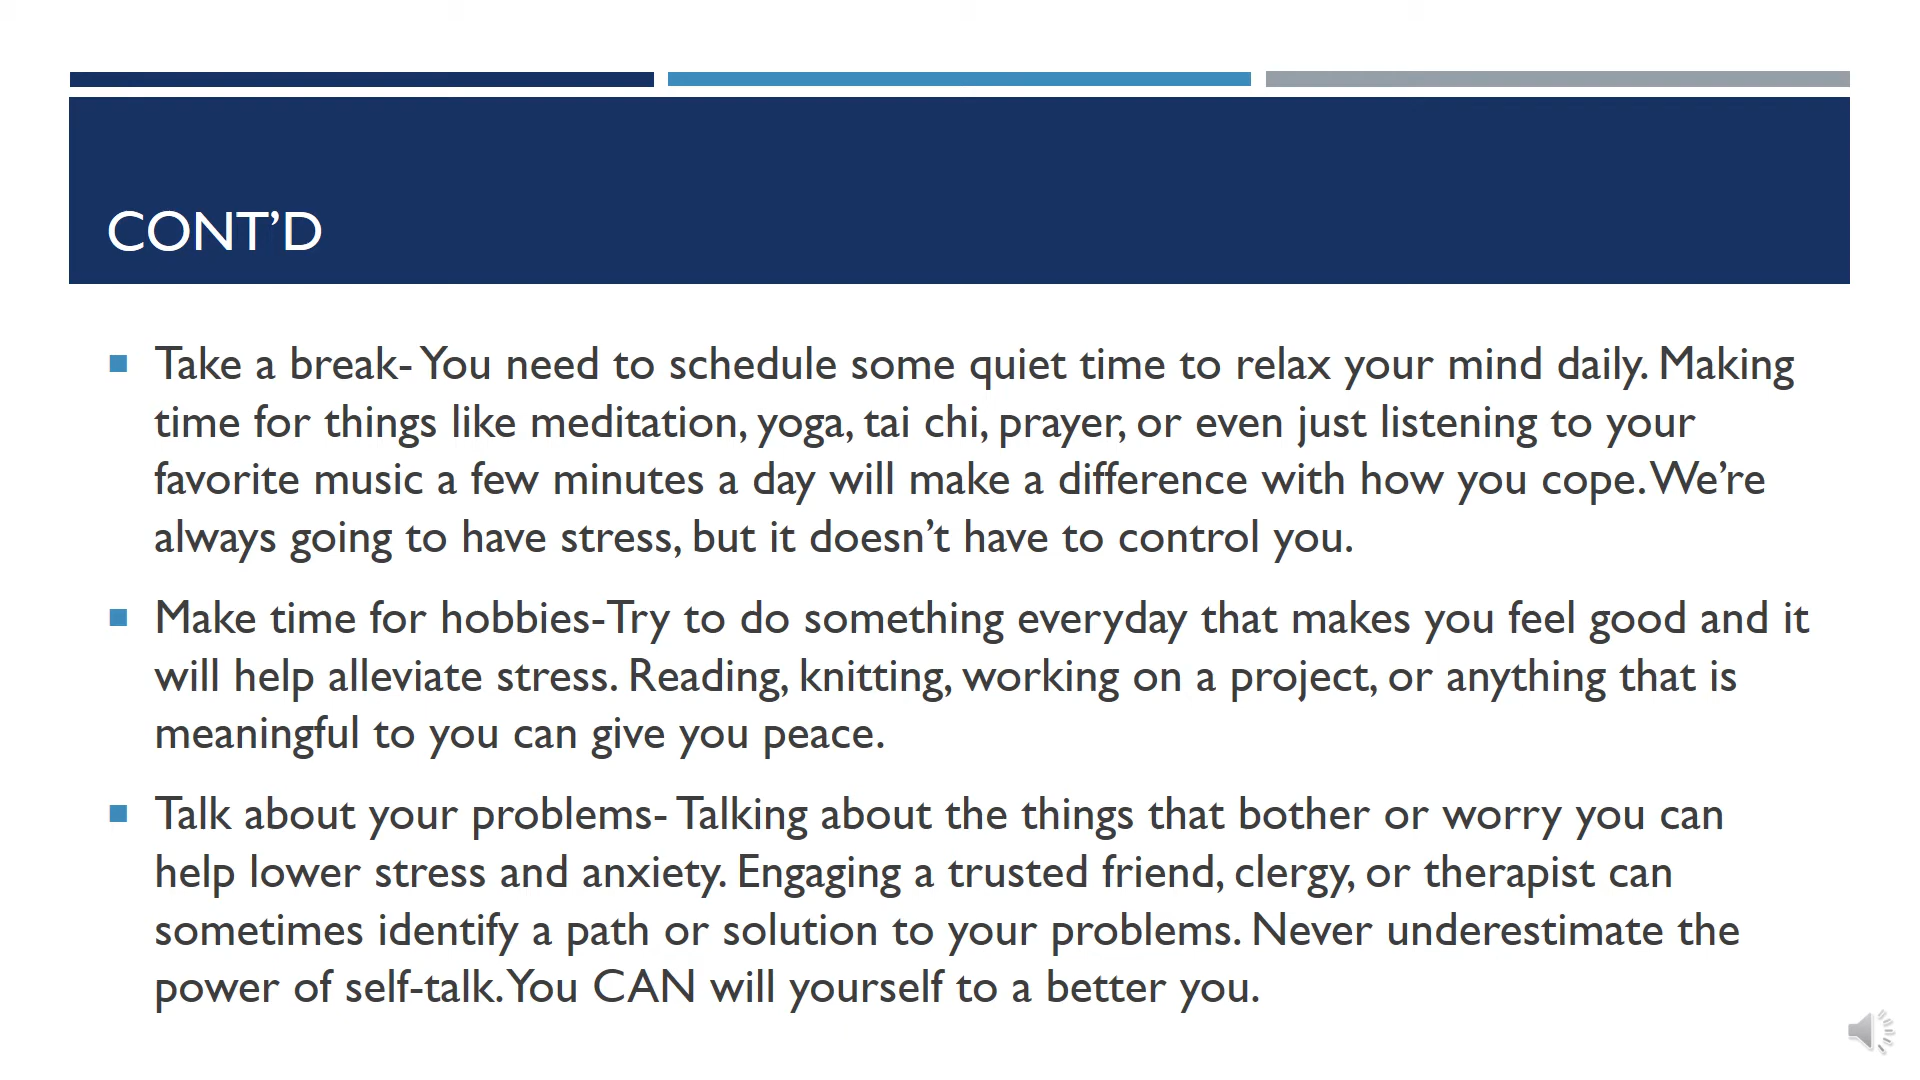 CONT’D
Take a break- You need to schedule some quiet time to relax your mind daily. Making
time for things like meditation, yoga, tai chi, prayer, or even just listening to your
favorite music a few minutes a day will make a difference with how you cope. We’re
always going to have stress, but it doesn’t have to control you.
Make time for hobbies-Try to do something everyday that makes you feel good and it
will help alleviate stress. Reading, knitting, working on a project, or anything that is
meaningful to you can give you peace.
Talk about your problems- Talking about the things that bother or worry you can
help lower stress and anxiety. Engaging a trusted friend, clergy, or therapist can
sometimes identify a path or solution to your problems. Never underestimate the
power of self-talk. You CAN will yourself to a better you.